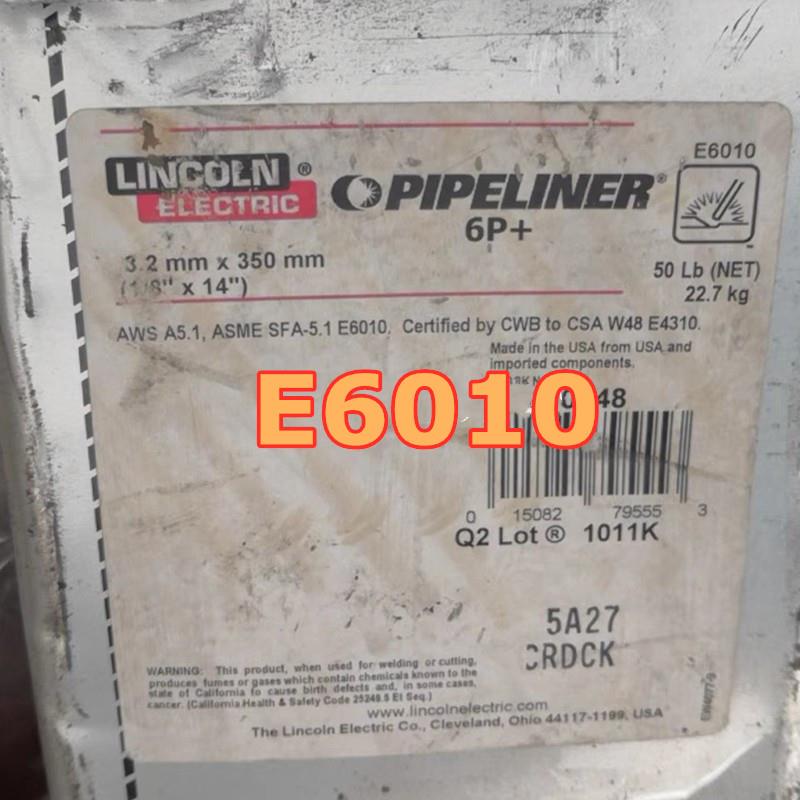 E6010
LINCOLN ®
ELECTRIC
PIPELINER®
6P+
3.2 mm x 350 mm
(1/8" x 14")
50 Lb (NET)
22.7 kg
AWS A5.1, ASME SFA-5.1 E6010. Certified by CWB to CSA W48 E4310.
Made in the USA from USA and
imported components.
E6010
48
0 15082 79555 3
Q2 Lot ® 1011K
5A27
CRDCK
WARNING: This product, when used for welding or cutting,
produces fumes or gases which contain chemicals known to the
state of California to cause birth defects and, in some cases,
cancer. (California Health & Safety Code 25249.5 Et Seq.)
www.lincolnelectric.com
The Lincoln Electric Co., Cleveland, Ohio 44117-1199, USA